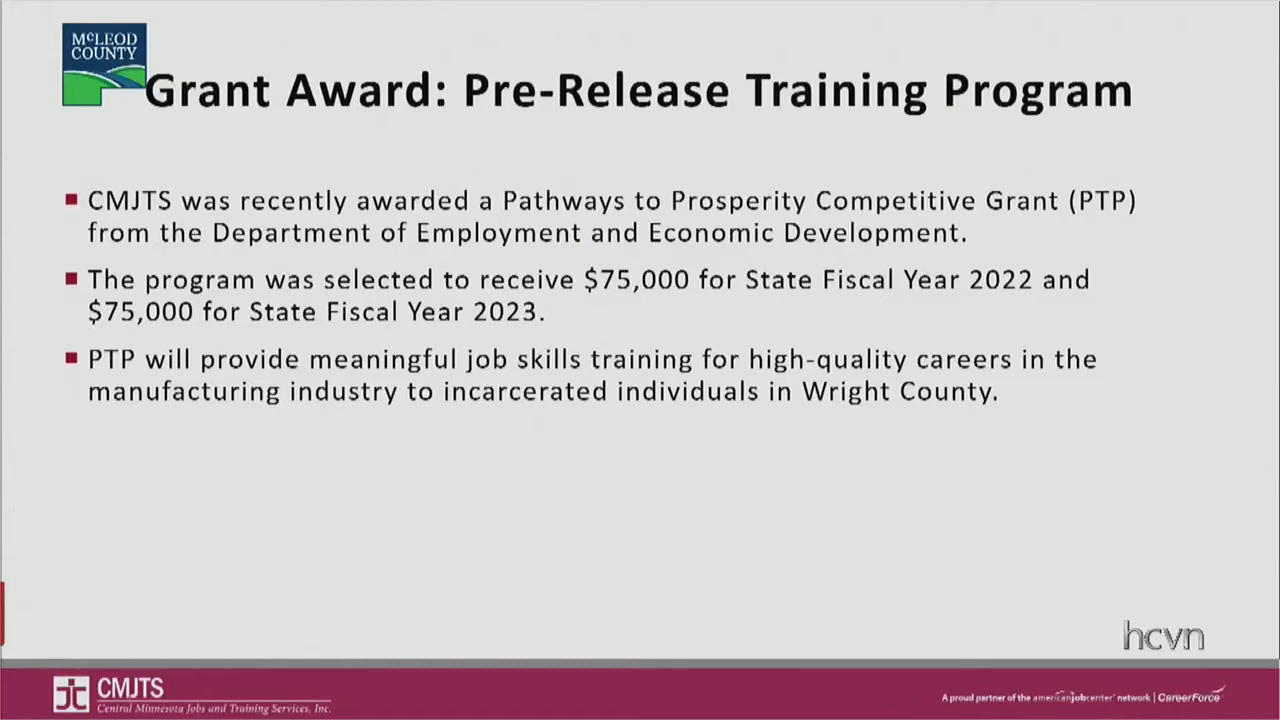 McLEOD
COUNTY
Grant Award: Pre-Release Training Program
CMJTS was recently awarded a Pathways to Prosperity Competitive Grant (PTP)
from the Department of Employment and Economic Development.
The program was selected to receive $75,000 for State Fiscal Year 2022 and
$75,000 for State Fiscal Year 2023.
PTP will provide meaningful job skills training for high-quality careers in the
manufacturing industry to incarcerated individuals in Wright County.
hcvn
CMJTS
Central Minnesota Jobs and Training Services, Inc.
A proud partner of the americanjobcenter network | CareerForce